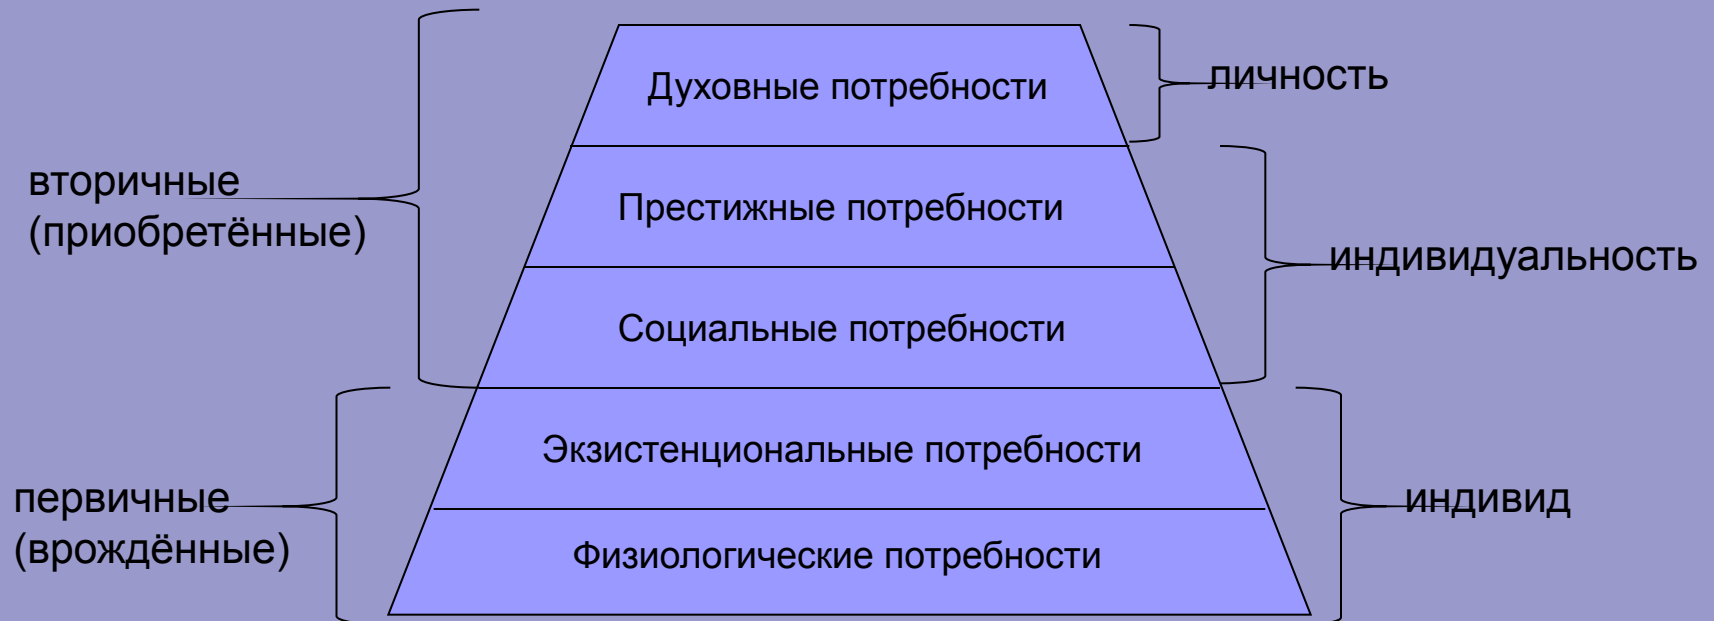 Духовные потребности
личность
вторичные
(приобретённые)
Престижные потребности
индивидуальность
Социальные потребности
Экзистенциональные потребности
первичные
(врождённые)
индивид
Физиологические потребности